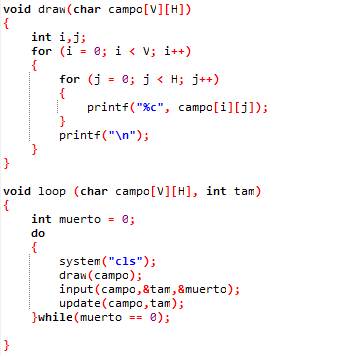 void draw(char campo[V][H])
{
    int i,j;
    for (i = 0; i < V; i++)
    {
        for (j = 0; j < H; j++)
        {
            printf("%c", campo[i][j]);
        }
        printf("\n");
    }
}

void loop (char campo[V][H], int tam)
{
    int muerto = 0;
    do
    {
        system("cls");
        draw(campo);
        input(campo,&tam,&muerto);
        update(campo,tam);
    }while(muerto == 0);

}